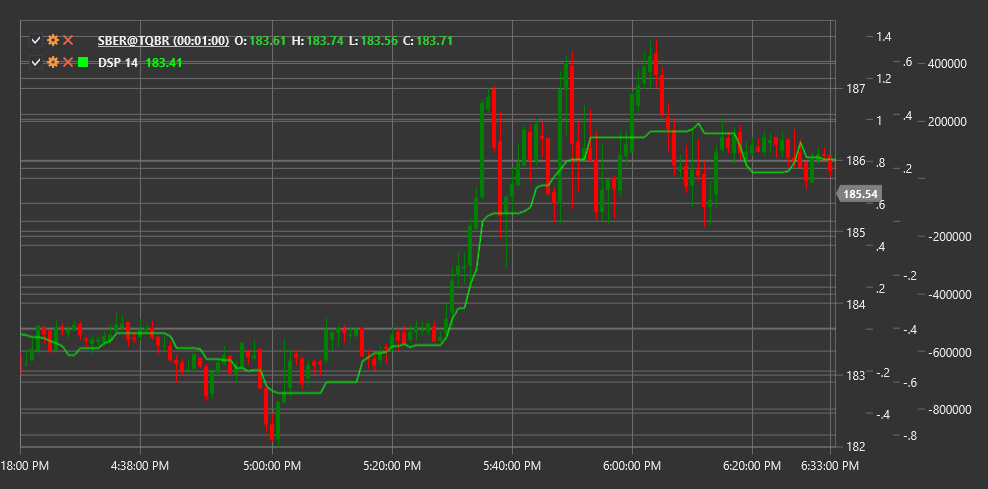 SBER@TQBR (00:01:00) O: 183.61 H: 183.74 L: 183.56 C: 183.71
DSP 14 183.41
1.4
.6 400000
1.2
187
1 .4 200000
186 .8 .2
185.54
.6
185 -200000
.4
-.2
.2 -400000
184
-.4
-600000
183 -.2 -.6
-.4 -800000
-.8
182
18:00 PM 4:38:00 PM 5:00:00 PM 5:20:00 PM 5:40:00 PM 6:00:00 PM 6:20:00 PM 6:33:00 PM